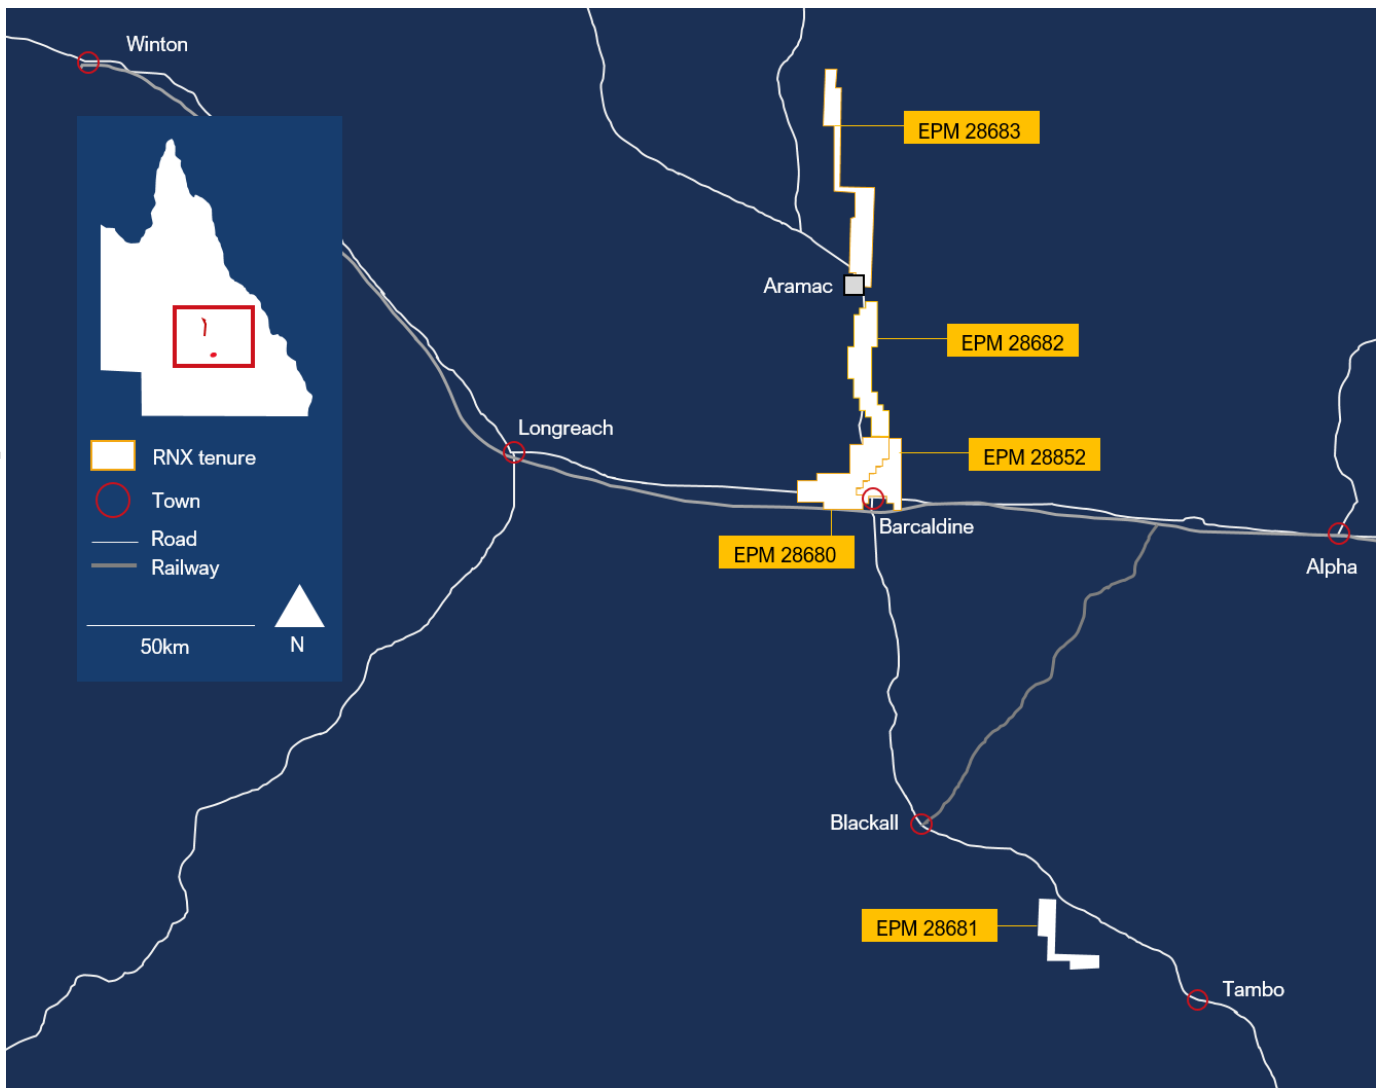 Winton
EPM 28683
Aramac
EPM 28682
Longreach
RNX tenure
EPM 28852
Town
Barcaldine
Road
EPM 28680
Railway
Alpha
50km
N
Blackall
EPM 28681
Tambo